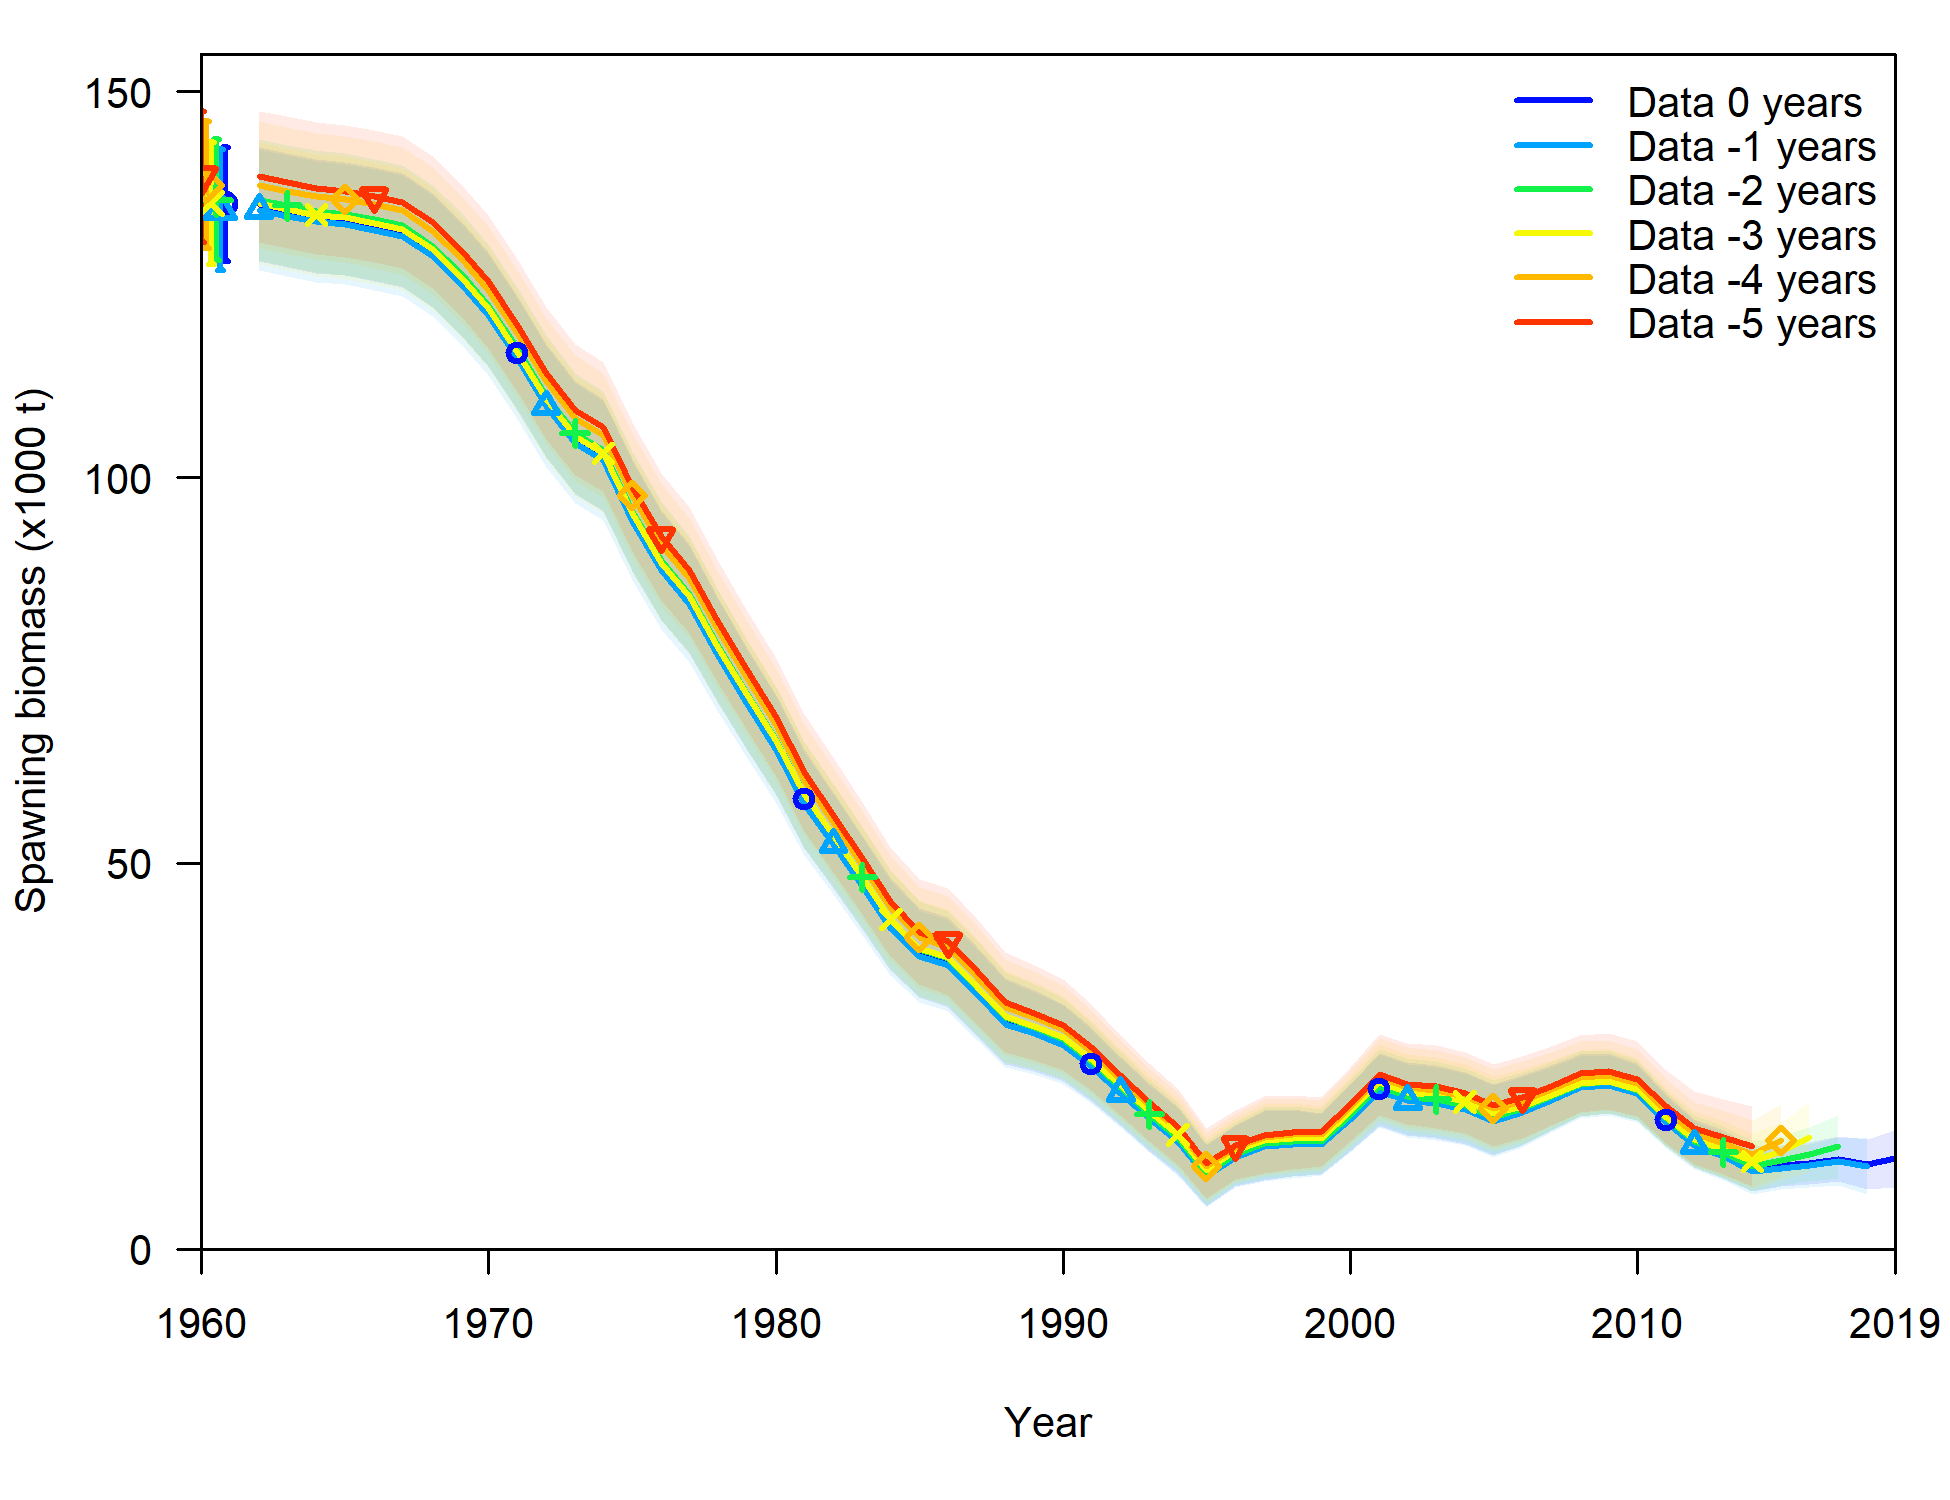 150
100
50
0
Spawning biomass (x1000 t)
Data 0 years
Data -1 years
Data -2 years
Data -3 years
Data -4 years
Data -5 years
1960 1970 1980 1990 2000 2010 2019
Year